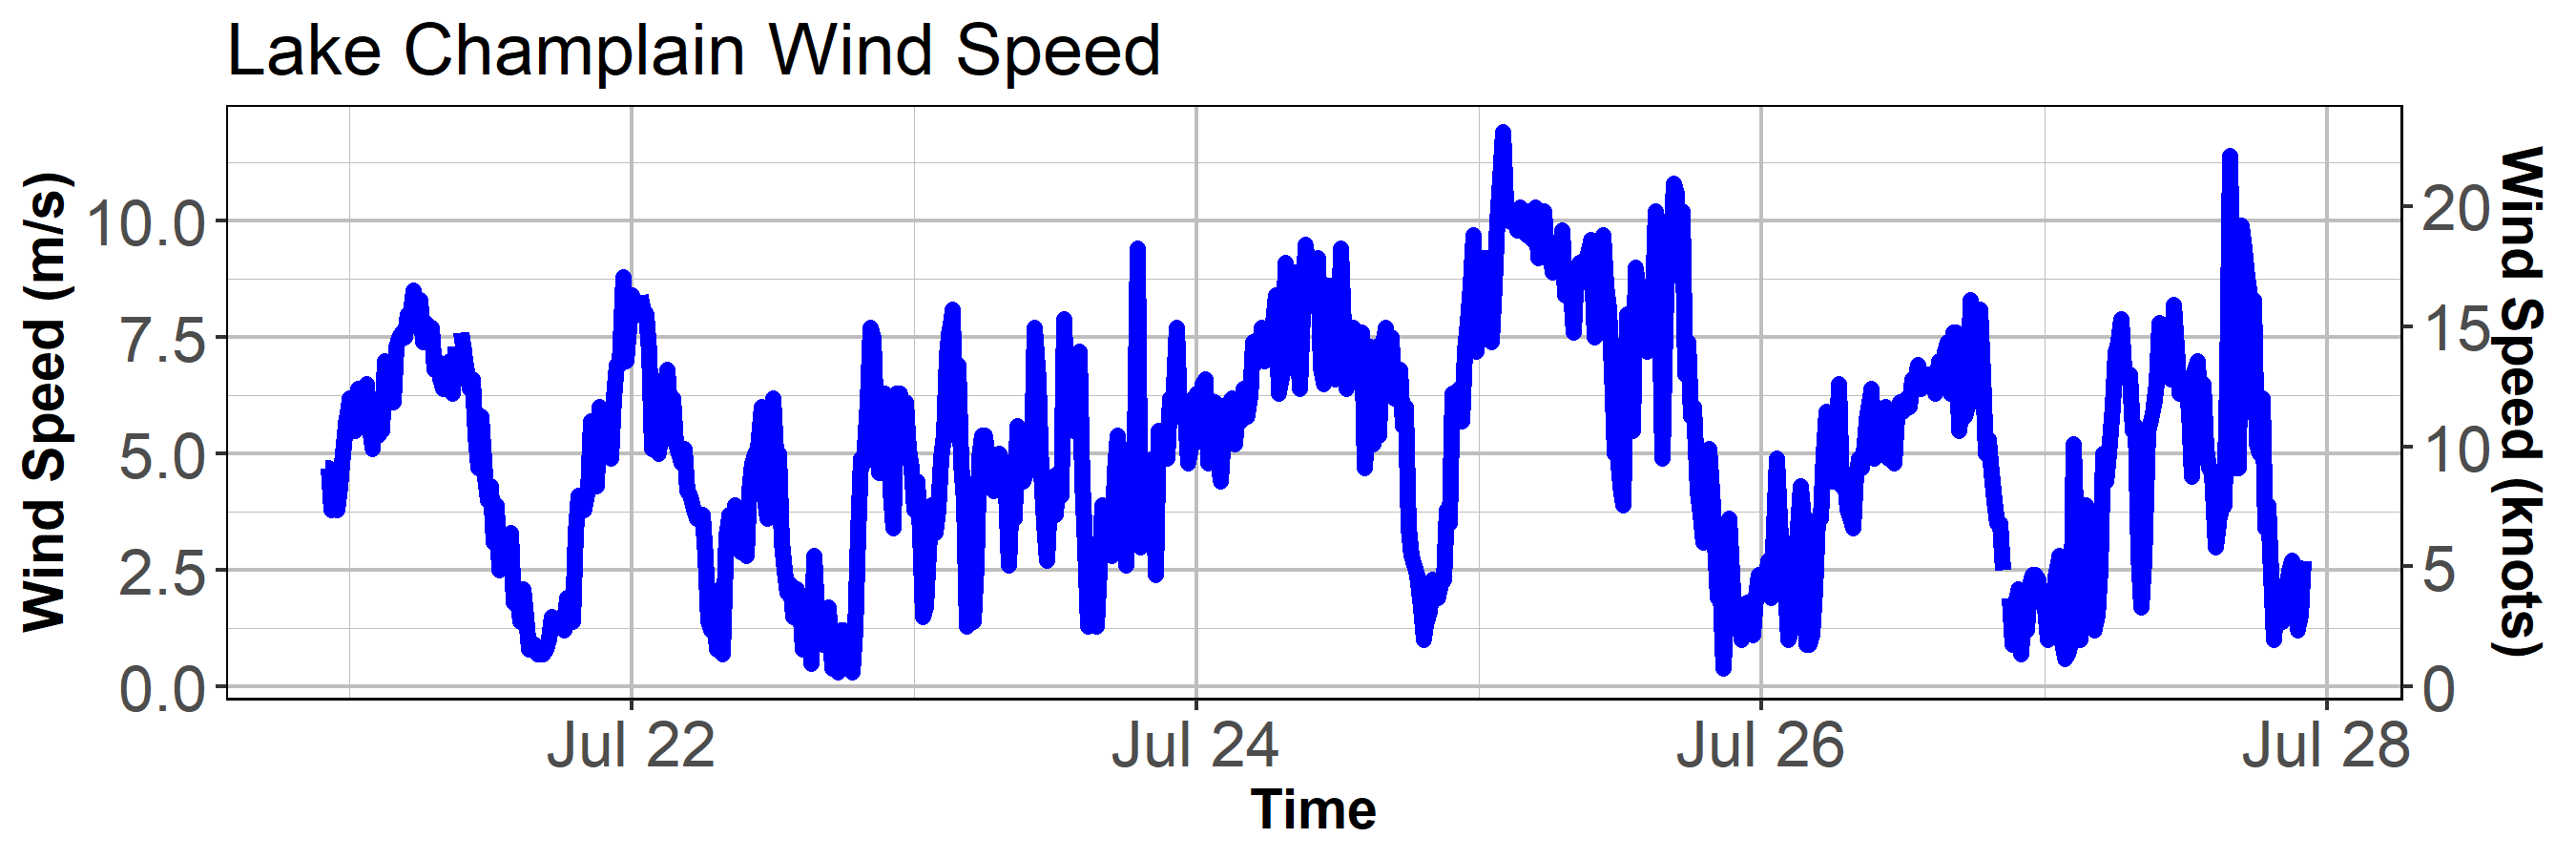 Lake Champlain Wind Speed
Wind Speed (m/s)
10.0
7.5
5.0
2.5
0.0
20
15
10
5
0
Wind Speed (knots)
Jul 22
Jul 24
Jul 26
Jul 28
Time